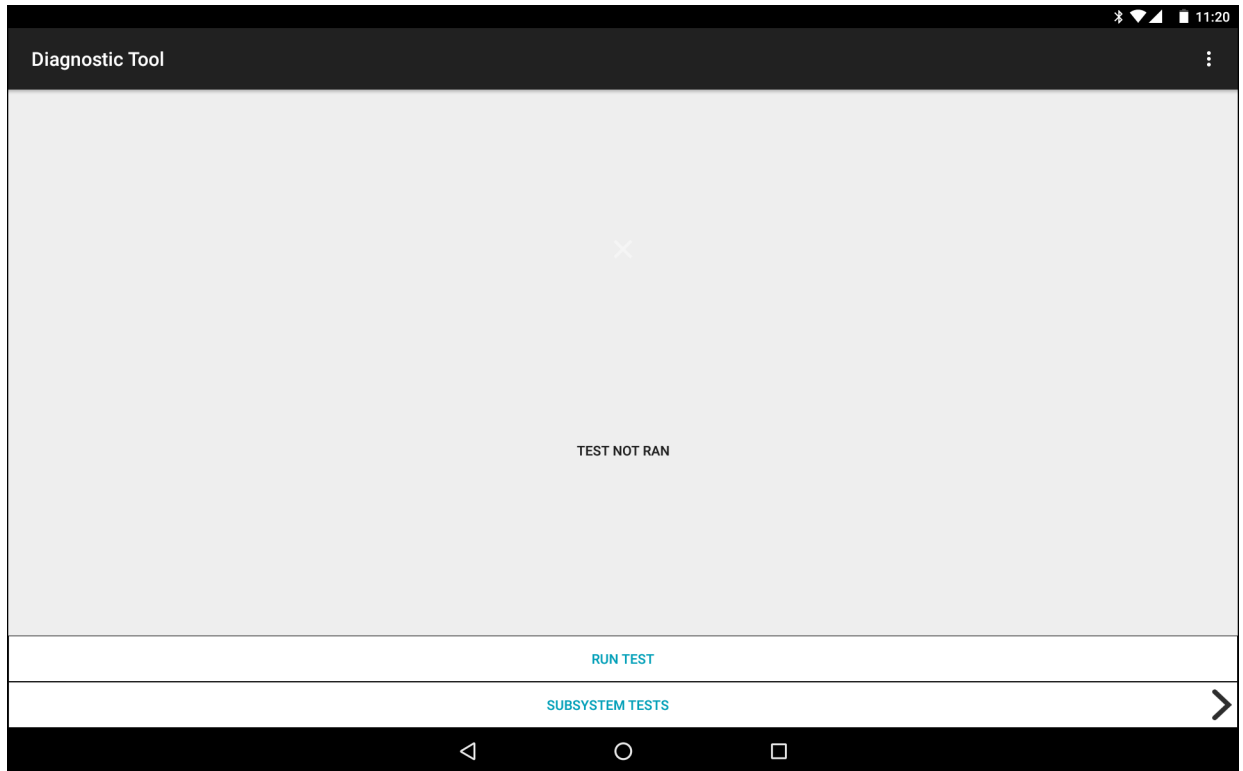 11:20
Diagnostic Tool
TEST NOT RAN
RUN TEST
SUBSYSTEM TESTS